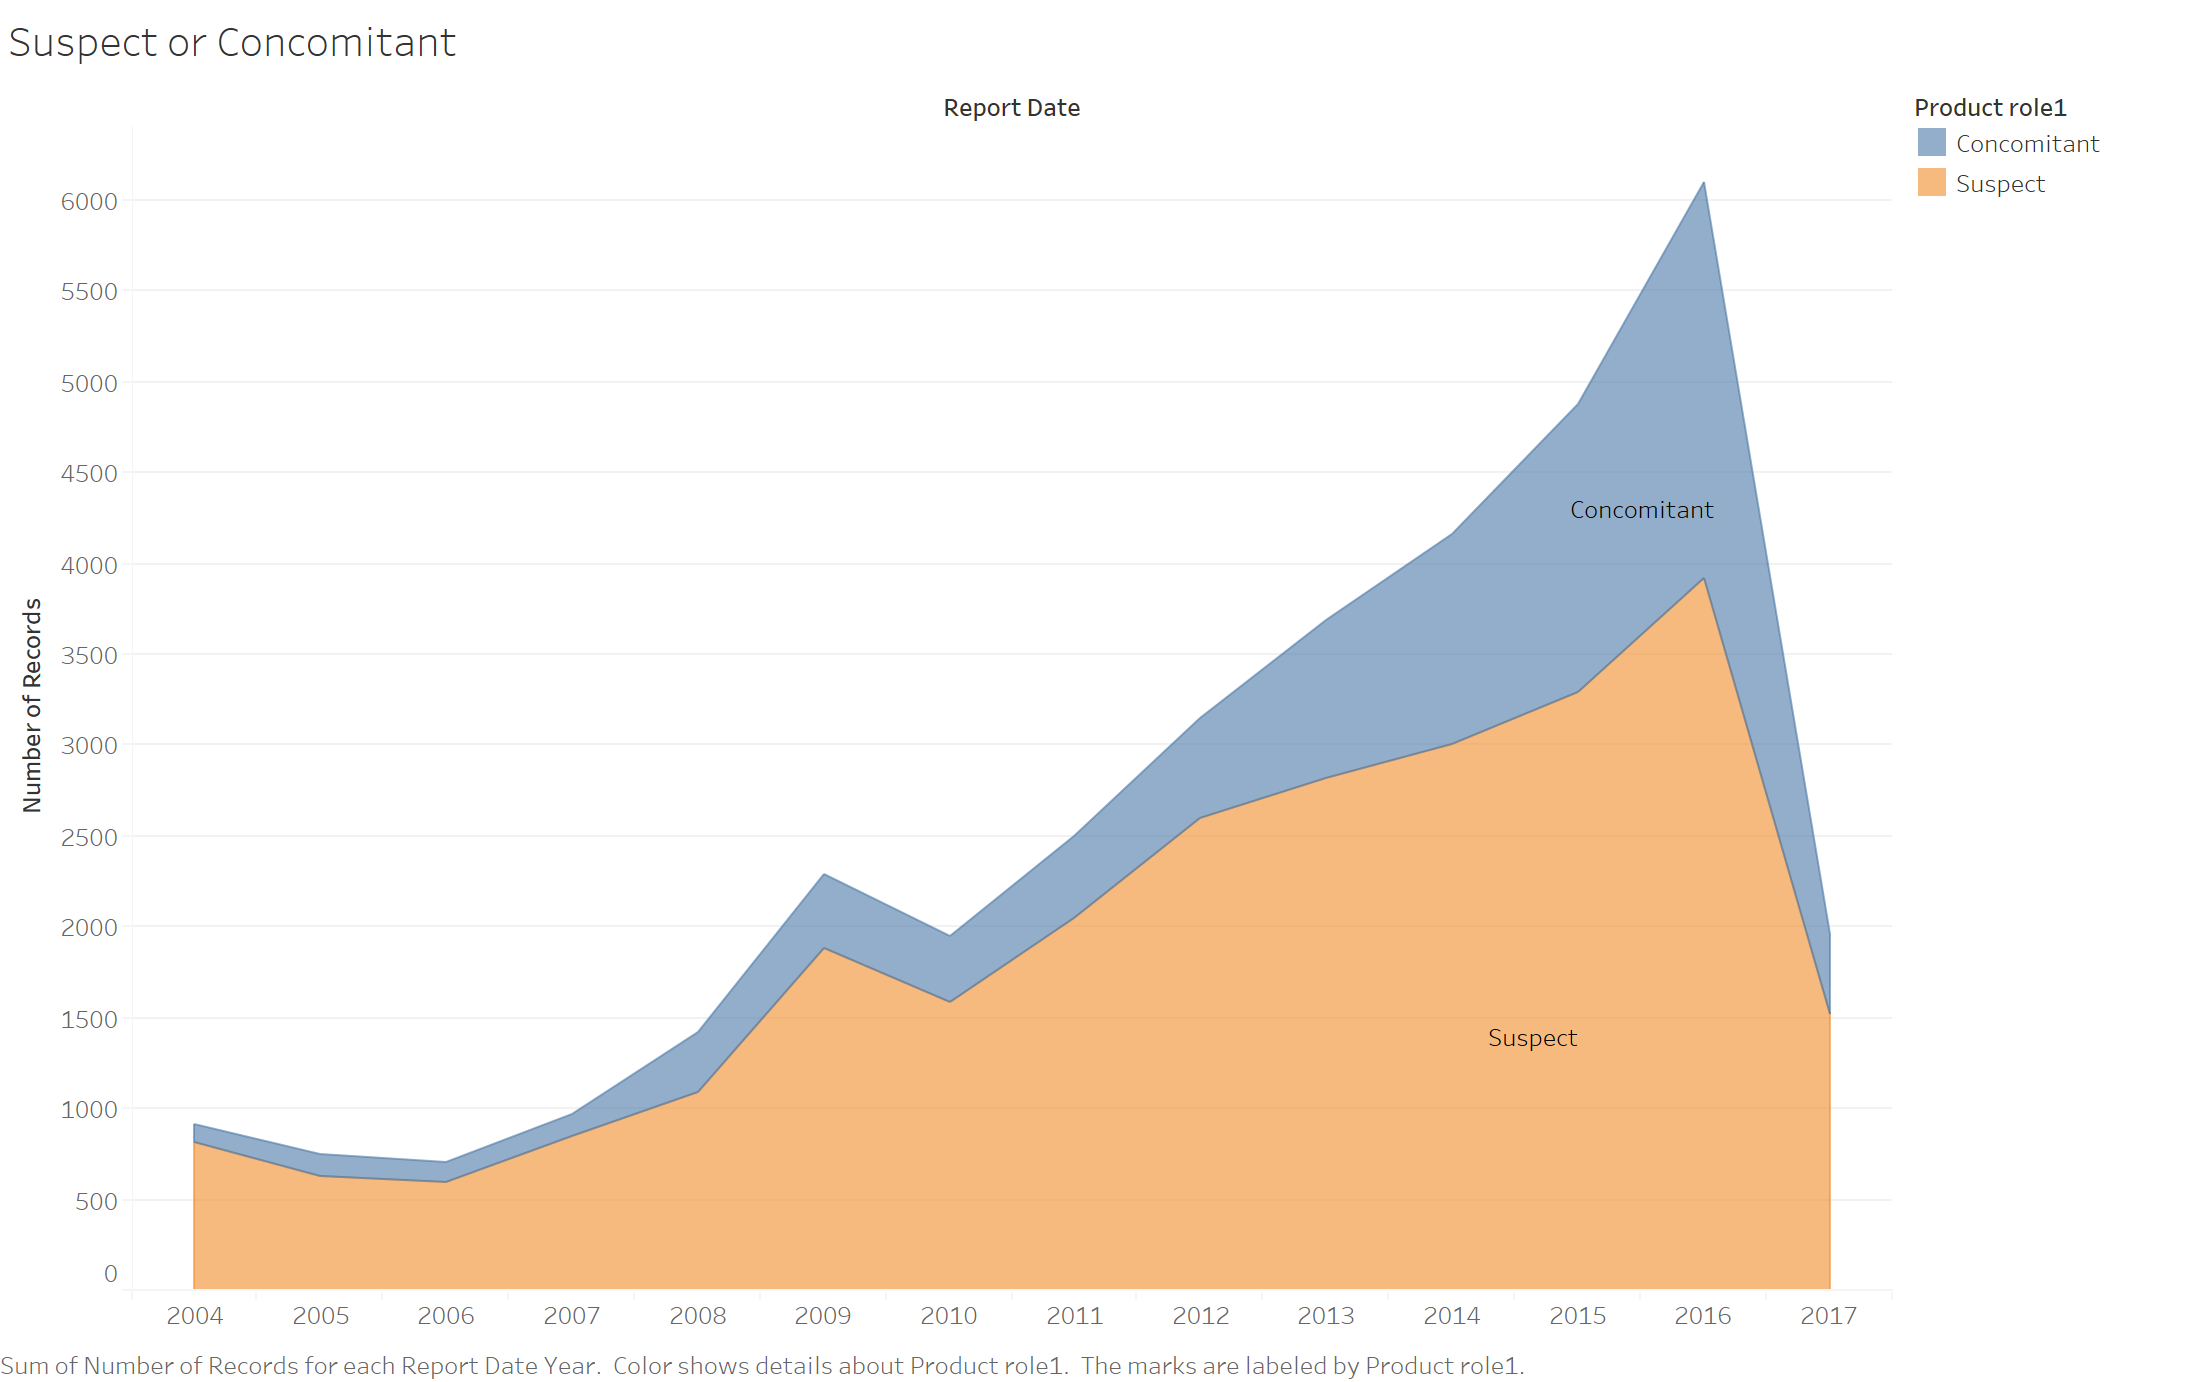 Suspect or Concomitant
Report Date
Product role1
Concomitant
Suspect
6000
5500
5000
4500
4000
3500
3000
2500
2000
1500
1000
500
0
Number of Records
Concomitant
Suspect
2004 2005 2006 2007 2008 2009 2010 2011 2012 2013 2014 2015 2016 2017
Sum of Number of Records for each Report Date Year.  Color shows details about Product role1.  The marks are labeled by Product role1.